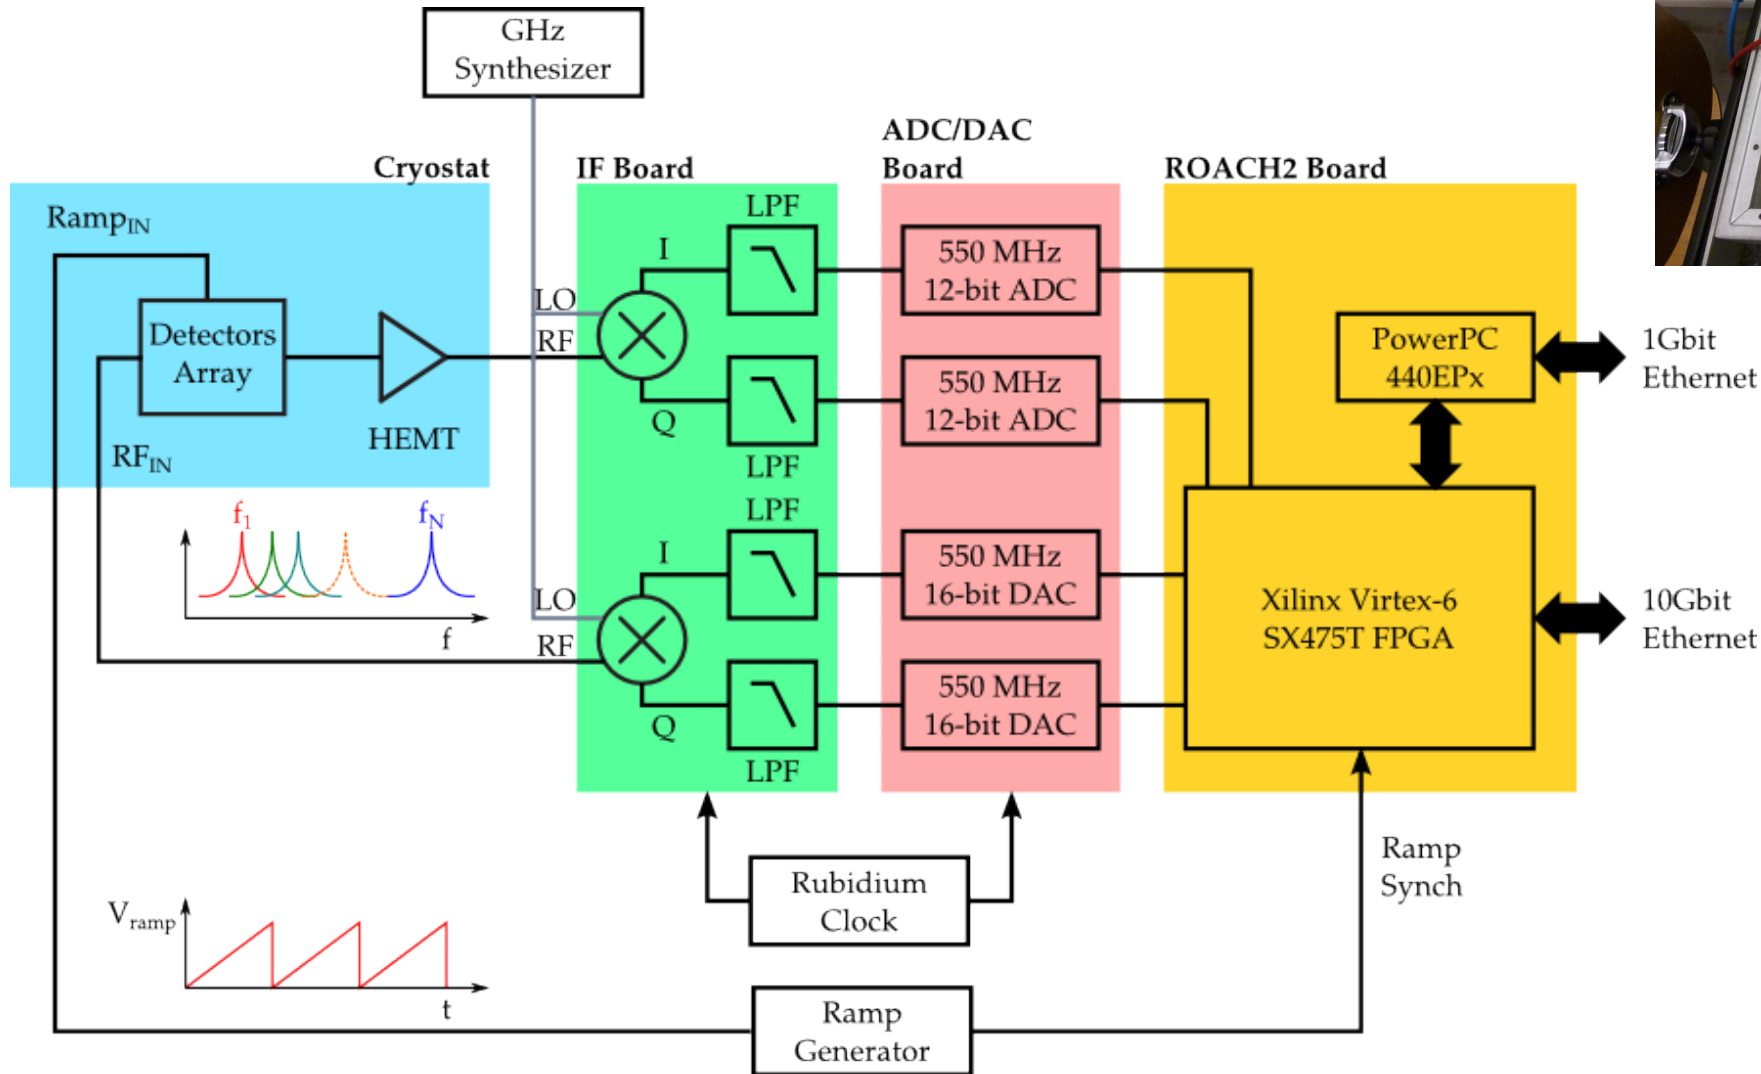 GHz
Synthesizer
ADC/DAC
Board
Cryostat
IF Board
ROACH2 Board
RampIN
LPF
I
550 MHz
12-bit ADC
LO
RF
Detectors
Array
PowerPC
440EPx
1Gbit
Ethernet
550 MHz
12-bit ADC
Q
HEMT
RFIN
LPF
f1
fN
LPF
I
550 MHz
16-bit DAC
LO
RF
f
Xilinx Virtex-6
SX475T FPGA
10Gbit
Ethernet
550 MHz
16-bit DAC
Q
LPF
Ramp
Synch
Rubidium
Clock
Vramp
t
Ramp
Generator